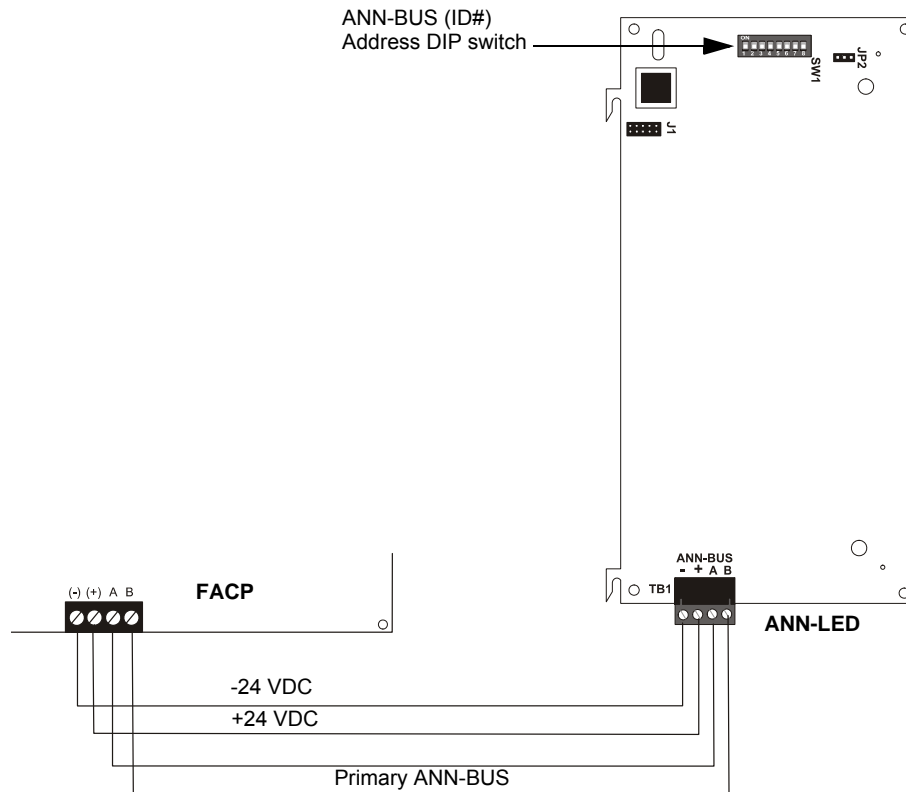 ANN-BUS (ID#)
Address DIP switch
ON
1 2 3 4 5 6 7 8
SW1
JP2
J1
ANN-BUS
- + A B
TB1
ANN-LED
(-) (+) A B
FACP
-24 VDC
+24 VDC
Primary ANN-BUS